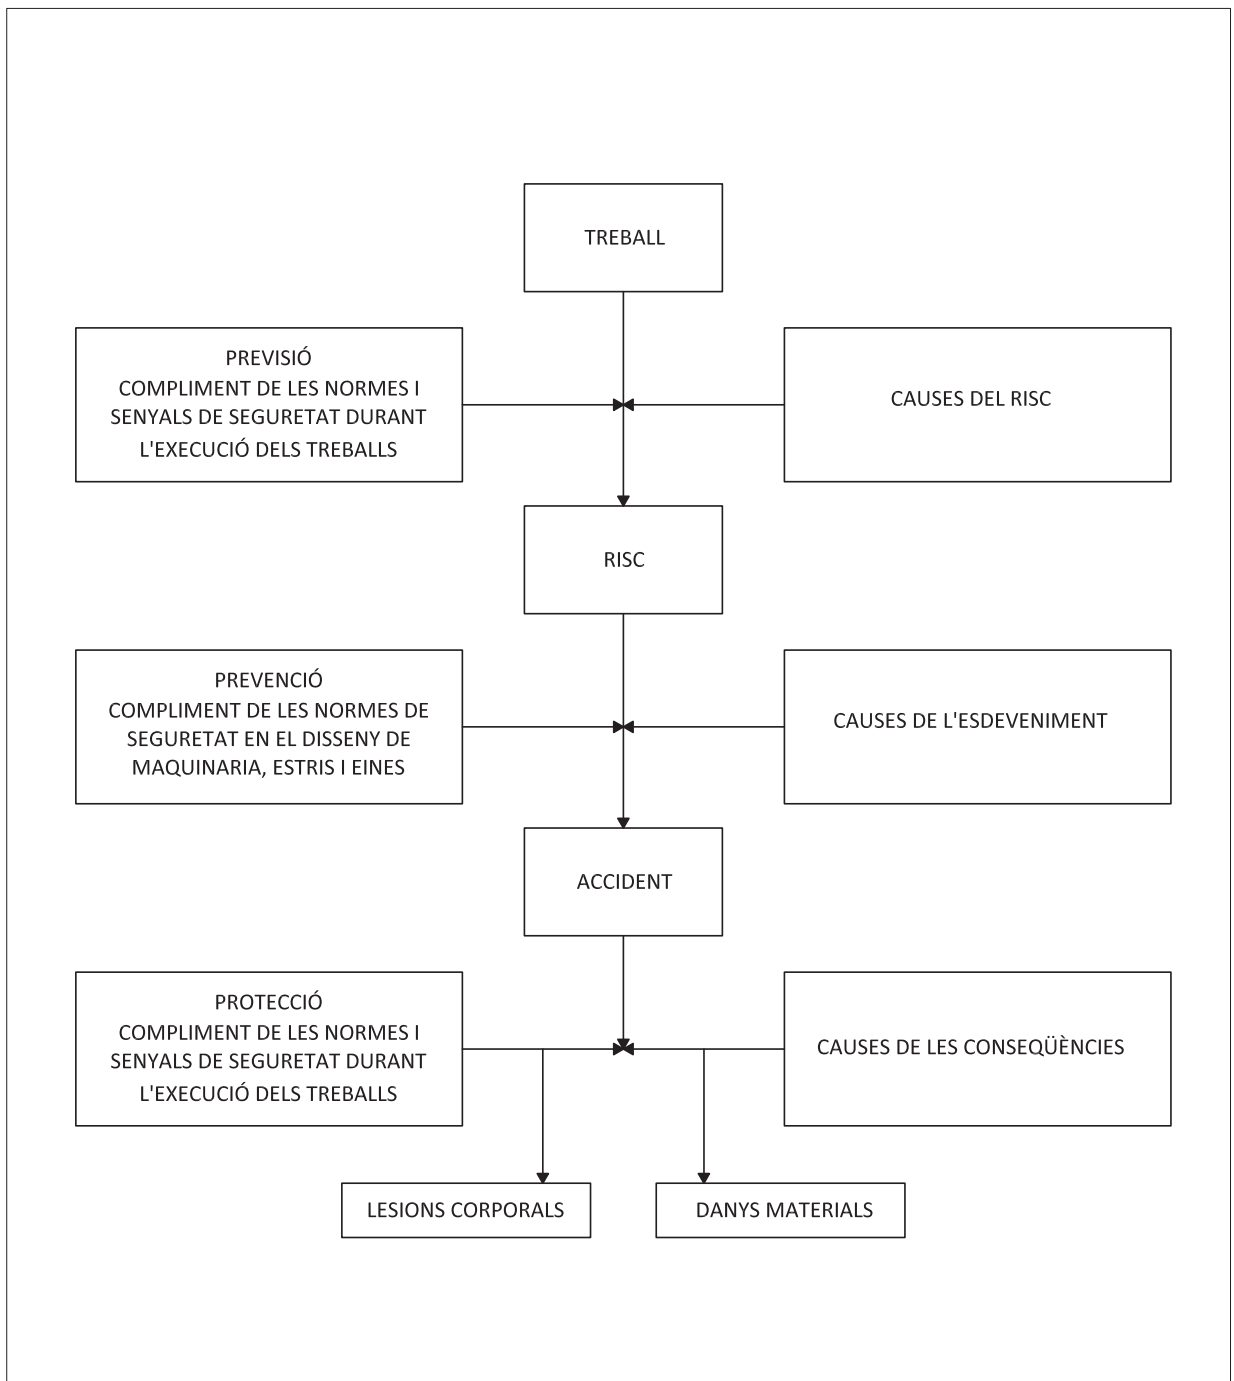 TREBALL
PREVISIÓ
COMPLIMENT DE LES NORMES I
SENYALS DE SEGURETAT DURANT
L'EXECUCIÓ DELS TREBALLS
CAUSES DEL RISC
RISC
PREVENCIÓ
COMPLIMENT DE LES NORMES DE
SEGURETAT EN EL DISSENY DE
MAQUINARIA, ESTRIS I EINES
CAUSES DE L'ESDEVENIMENT
ACCIDENT
PROTECCIÓ
COMPLIMENT DE LES NORMES I
SENYALS DE SEGURETAT DURANT
L'EXECUCIÓ DELS TREBALLS
CAUSES DE LES CONSEQÜÈNCIES
LESIONS CORPORALS
DANYS MATERIALS